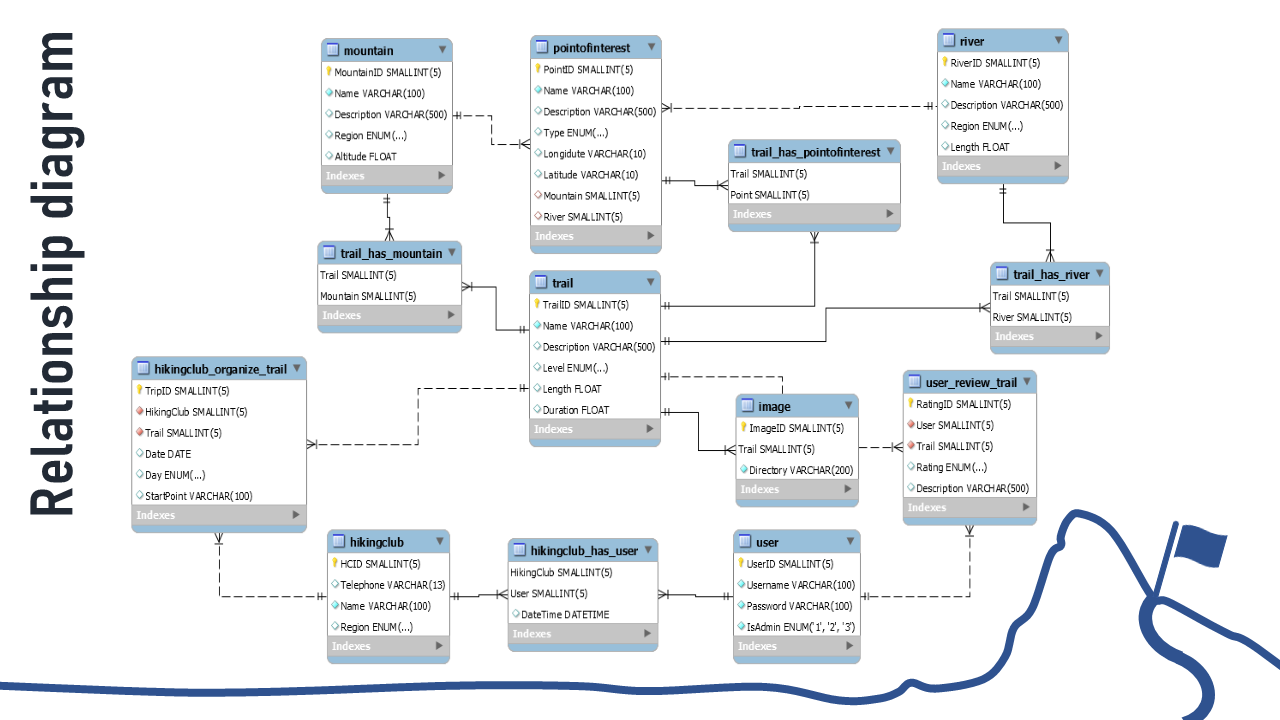 Relationship diagram
mountain
MountainID SMALLINT(5)
Name VARCHAR(100)
Description VARCHAR(500)
Region ENUM(...)
Altitude FLOAT
Indexes
pointofinterest
PointID SMALLINT(5)
Name VARCHAR(100)
Description VARCHAR(500)
Type ENUM(...)
Longidute VARCHAR(10)
Latitude VARCHAR(10)
Mountain SMALLINT(5)
River SMALLINT(5)
Indexes
river
RiverID SMALLINT(5)
Name VARCHAR(100)
Description VARCHAR(500)
Region ENUM(...)
Length FLOAT
Indexes
trail_has_pointofinterest
Trail SMALLINT(5)
Point SMALLINT(5)
Indexes
trail_has_mountain
Trail SMALLINT(5)
Mountain SMALLINT(5)
Indexes
trail
TrailID SMALLINT(5)
Name VARCHAR(100)
Description VARCHAR(500)
Level ENUM(...)
Length FLOAT
Duration FLOAT
Indexes
trail_has_river
Trail SMALLINT(5)
River SMALLINT(5)
Indexes
hikingclub_organize_trail
TripID SMALLINT(5)
HikingClub SMALLINT(5)
Trail SMALLINT(5)
Date DATE
Day ENUM(...)
StartPoint VARCHAR(100)
Indexes
image
ImageID SMALLINT(5)
Trail SMALLINT(5)
Directory VARCHAR(200)
Indexes
user_review_trail
RatingID SMALLINT(5)
User SMALLINT(5)
Trail SMALLINT(5)
Rating ENUM(...)
Description VARCHAR(500)
Indexes
hikingclub
HCID SMALLINT(5)
Telephone VARCHAR(13)
Name VARCHAR(100)
Region ENUM(...)
Indexes
hikingclub_has_user
HikingClub SMALLINT(5)
User SMALLINT(5)
DateTime DATETIME
Indexes
user
UserID SMALLINT(5)
Username VARCHAR(100)
Password VARCHAR(100)
IsAdmin ENUM('1', '2', '3')
Indexes